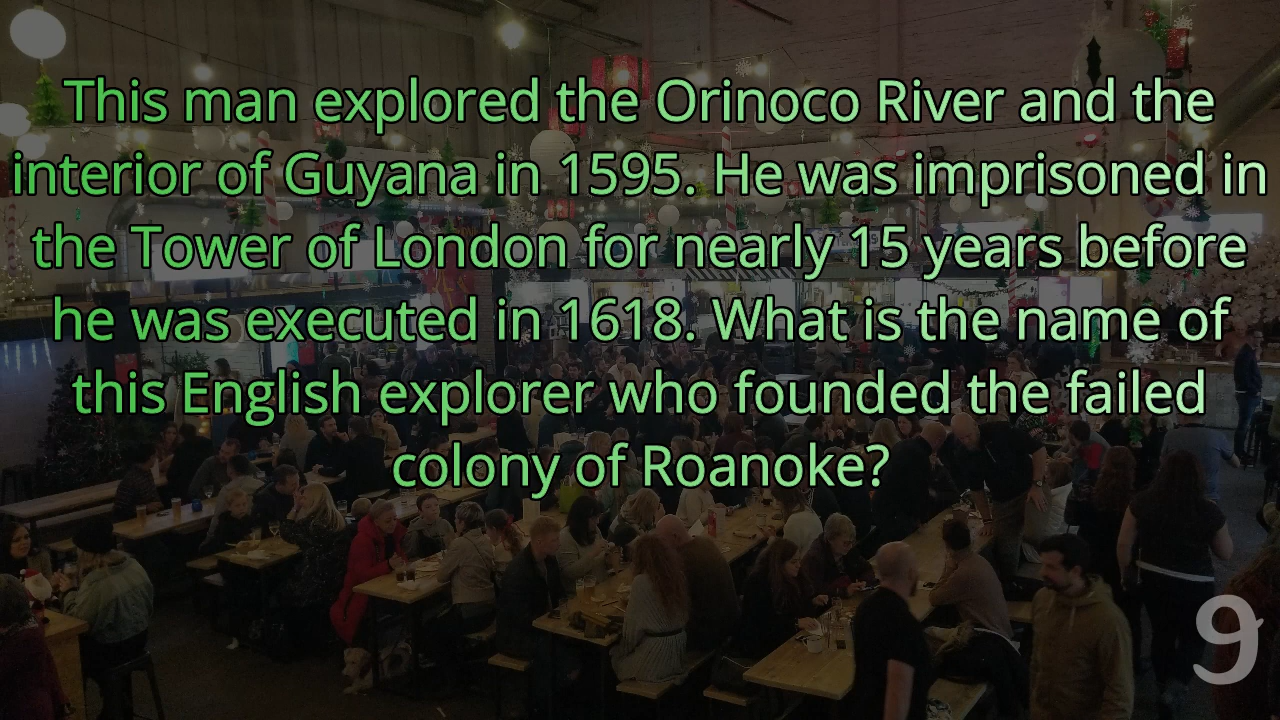 This man explored the Orinoco River and the
interior of Guyana in 1595. He was imprisoned in
the Tower of London for nearly 15 years before
he was executed in 1618. What is the name of
this English explorer who founded the failed
colony of Roanoke?
9